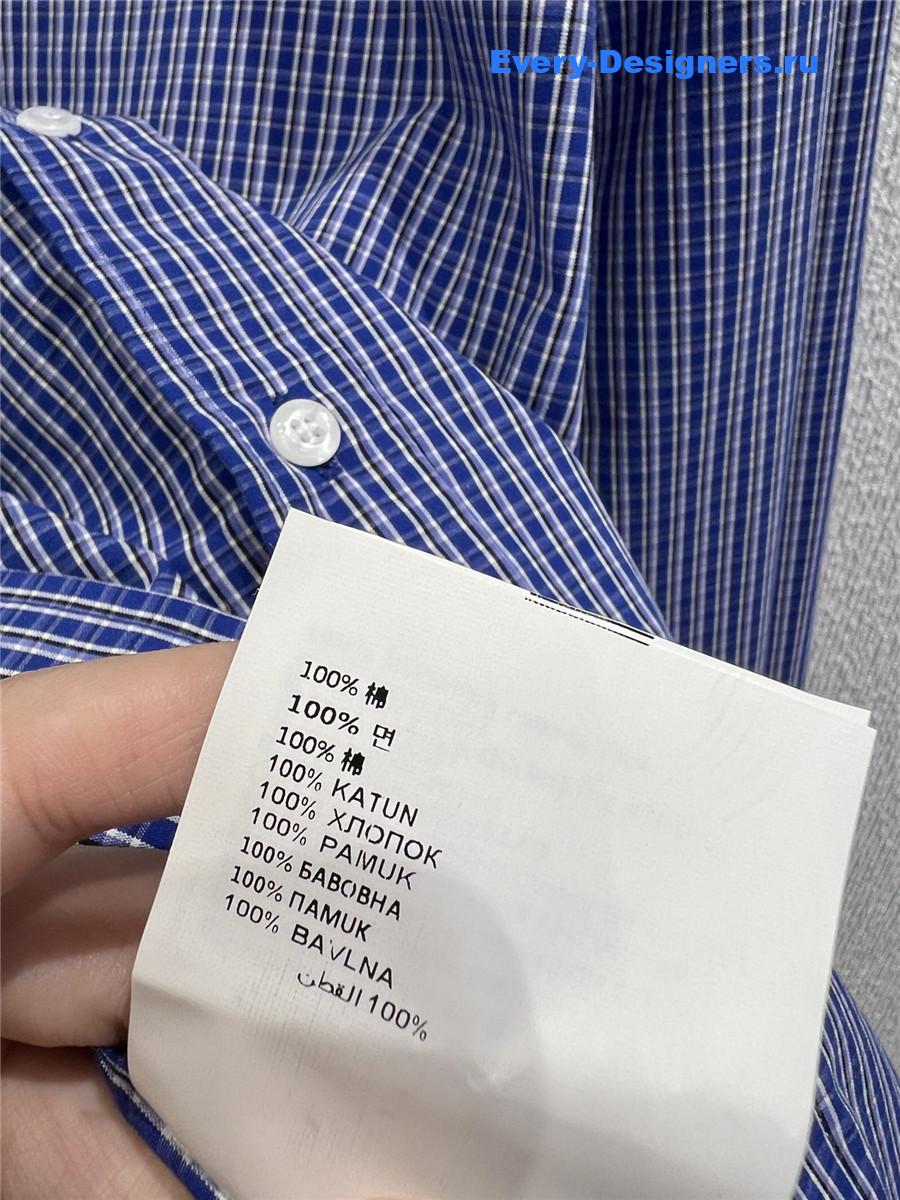 Every-Designers.ru
100% 棉
100% 면
100% 棉
100% KATUN
100% ХЛОПОК
100% PAMUK
100% БАВОВНА
100% ПАМUK
100% BAVLNA
100% القطن